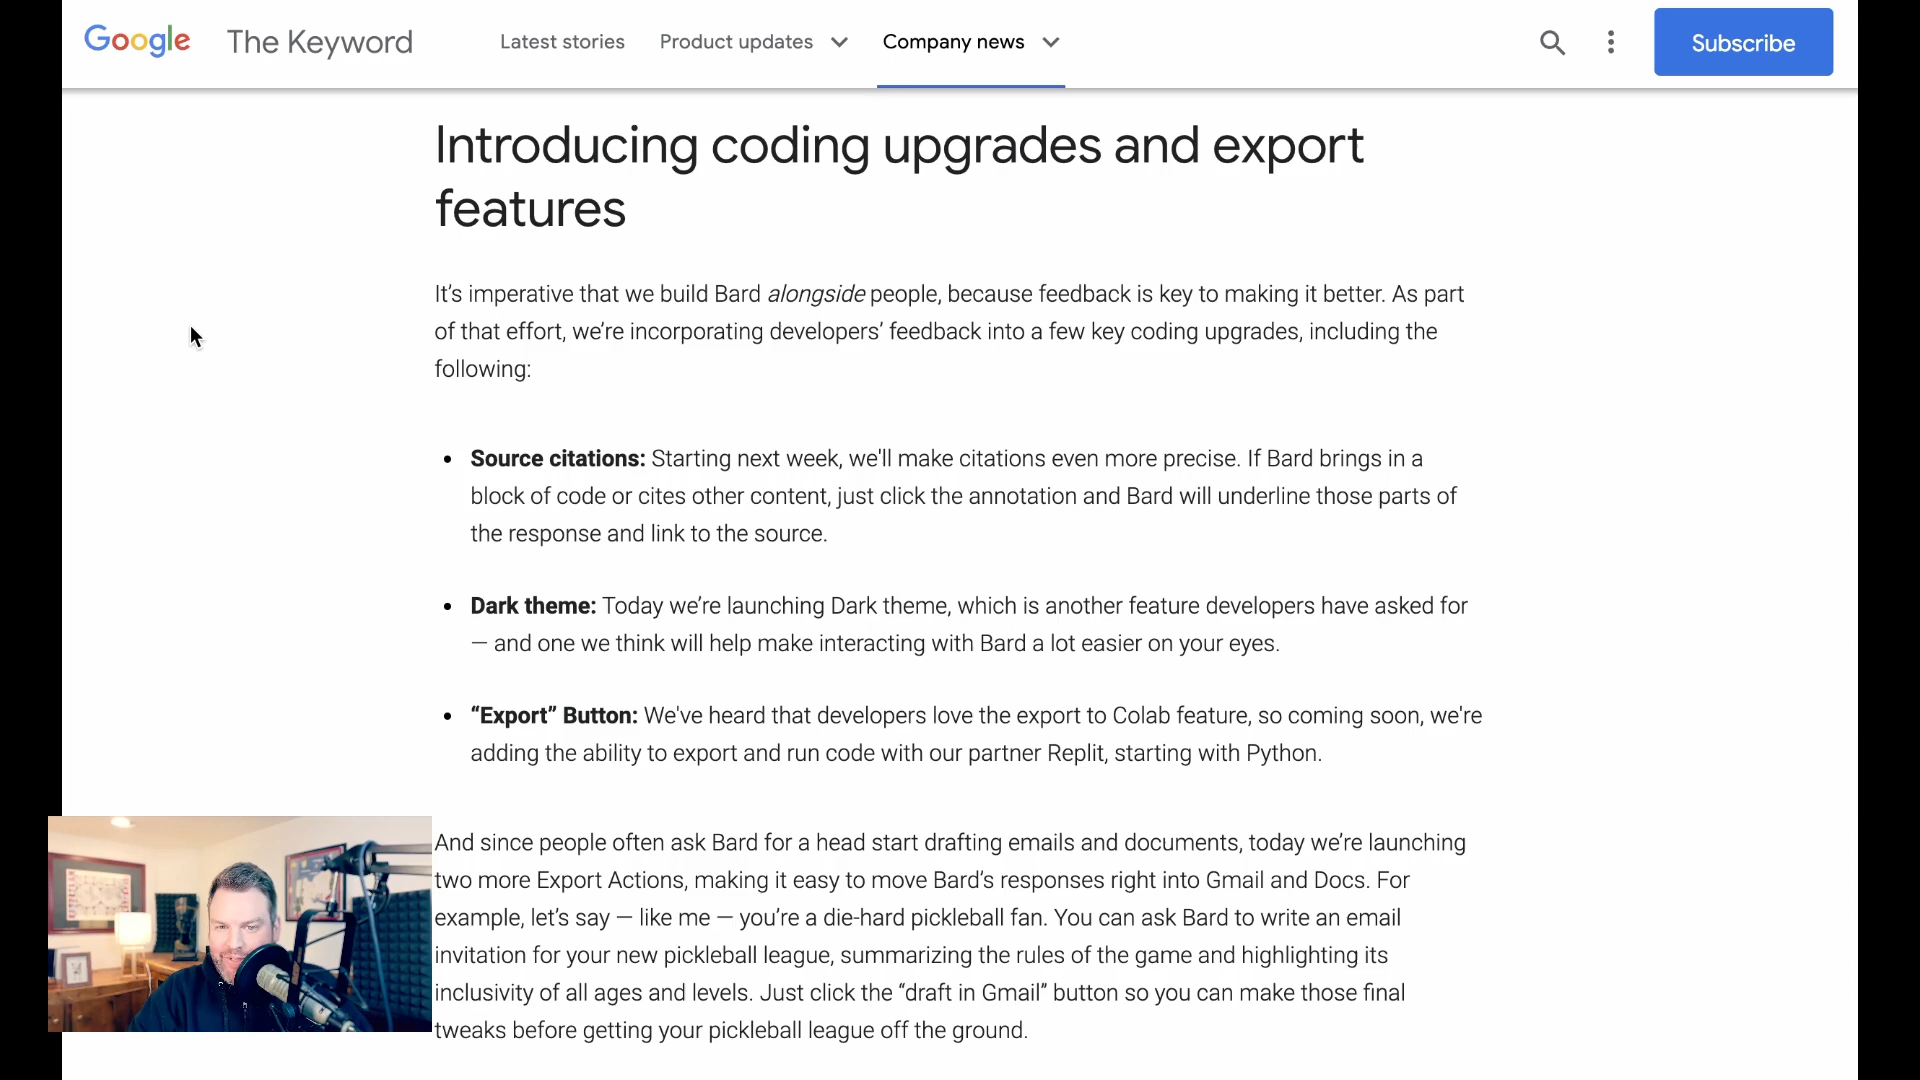 Google The Keyword Latest stories Product updates Company news Subscribe
Introducing coding upgrades and export
features
It’s imperative that we build Bard alongside people, because feedback is key to making it better. As part
of that effort, we’re incorporating developers’ feedback into a few key coding upgrades, including the
following:
• Source citations: Starting next week, we'll make citations even more precise. If Bard brings in a
block of code or cites other content, just click the annotation and Bard will underline those parts of
the response and link to the source.
• Dark theme: Today we’re launching Dark theme, which is another feature developers have asked for
— and one we think will help make interacting with Bard a lot easier on your eyes.
• “Export” Button: We've heard that developers love the export to Colab feature, so coming soon, we're
adding the ability to export and run code with our partner Replit, starting with Python.
And since people often ask Bard for a head start drafting emails and documents, today we’re launching
two more Export Actions, making it easy to move Bard’s responses right into Gmail and Docs. For
example, let’s say — like me — you’re a die-hard pickleball fan. You can ask Bard to write an email
invitation for your new pickleball league, summarizing the rules of the game and highlighting its
inclusivity of all ages and levels. Just click the “draft in Gmail” button so you can make those final
tweaks before getting your pickleball league off the ground.